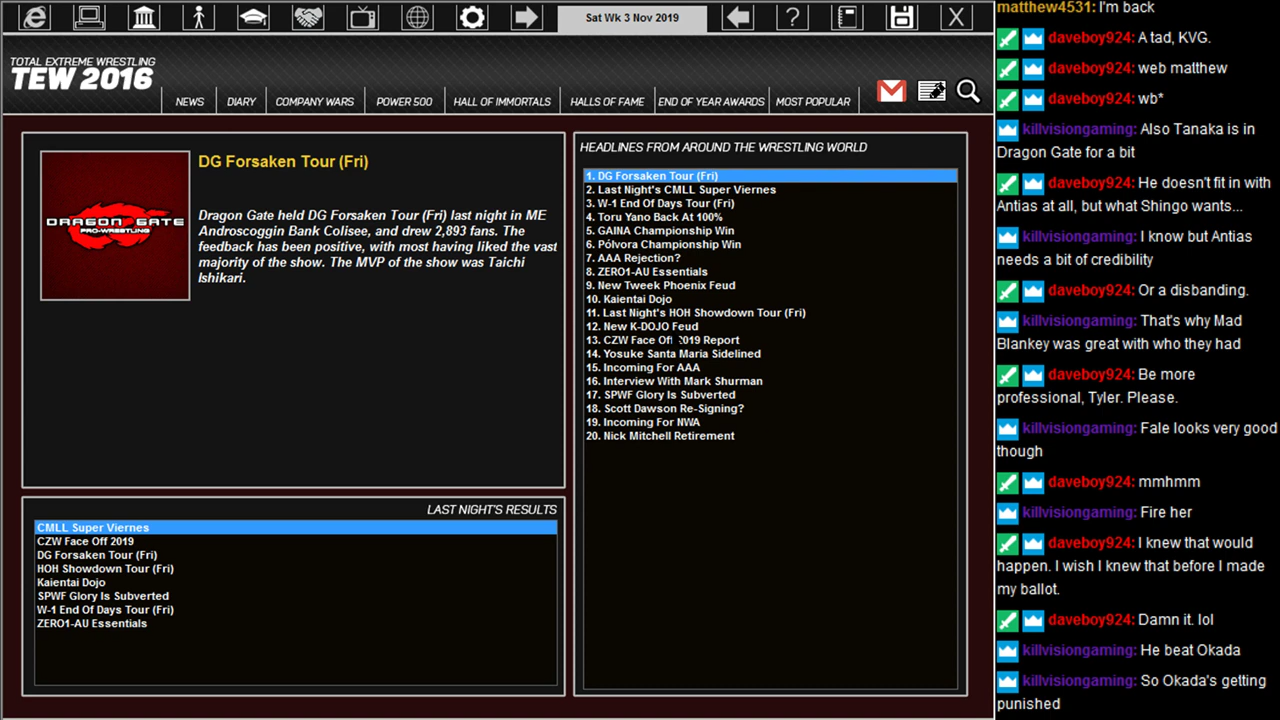 Sat Wk 3 Nov 2019
TOTAL EXTREME WRESTLING
TEW 2016
NEWS
DIARY
COMPANY WARS
POWER 500
HALL OF IMMORTALS
HALLS OF FAME
END OF YEAR AWARDS
MOST POPULAR
DRAGON GATE
PRO-WRESTLING
DG Forsaken Tour (Fri)
Dragon Gate held DG Forsaken Tour (Fri) last night in ME
Androscoggin Bank Colisee, and drew 2,893 fans. The
feedback has been positive, with most having liked the vast
majority of the show. The MVP of the show was Taichi
Ishikari.
LAST NIGHT'S RESULTS
CMLL Super Viernes
CZW Face Off 2019
DG Forsaken Tour (Fri)
HOH Showdown Tour (Fri)
Kaientai Dojo
SPWF Glory Is Subverted
W-1 End Of Days Tour (Fri)
ZERO1-AU Essentials
HEADLINES FROM AROUND THE WRESTLING WORLD
1. DG Forsaken Tour (Fri)
2. Last Night's CMLL Super Viernes
3. W-1 End Of Days Tour (Fri)
4. Toru Yano Back At 100%
5. GAINA Championship Win
6. Pólvora Championship Win
7. AAA Rejection?
8. ZERO1-AU Essentials
9. New Tweek Phoenix Feud
10. Kaientai Dojo
11. Last Night's HOH Showdown Tour (Fri)
12. New K-DOJO Feud
13. CZW Face Off 2019 Report
14. Yosuke Santa Maria Sidelined
15. Incoming For AAA
16. Interview With Mark Shurman
17. SPWF Glory Is Subverted
18. Scott Dawson Re-Signing?
19. Incoming For NWA
20. Nick Mitchell Retirement
matthew4531: I'm back
daveboy924: A tad, KVG.
daveboy924: web matthew
daveboy924: wb*
killvisiongaming: Also Tanaka is in
Dragon Gate for a bit
daveboy924: He doesn't fit in with
Antias at all, but what Shingo wants...
killvisiongaming: I know but Antias
needs a bit of credibility
daveboy924: Or a disbanding.
killvisiongaming: That's why Mad
Blankey was great with who they had
daveboy924: Be more
professional, Tyler. Please.
killvisiongaming: Fale looks very good
though
daveboy924: mmhmm
killvisiongaming: Fire her
daveboy924: I knew that would
happen. I wish I knew that before I made
my ballot.
daveboy924: Damn it. lol
killvisiongaming: He beat Okada
killvisiongaming: So Okada's getting
punished